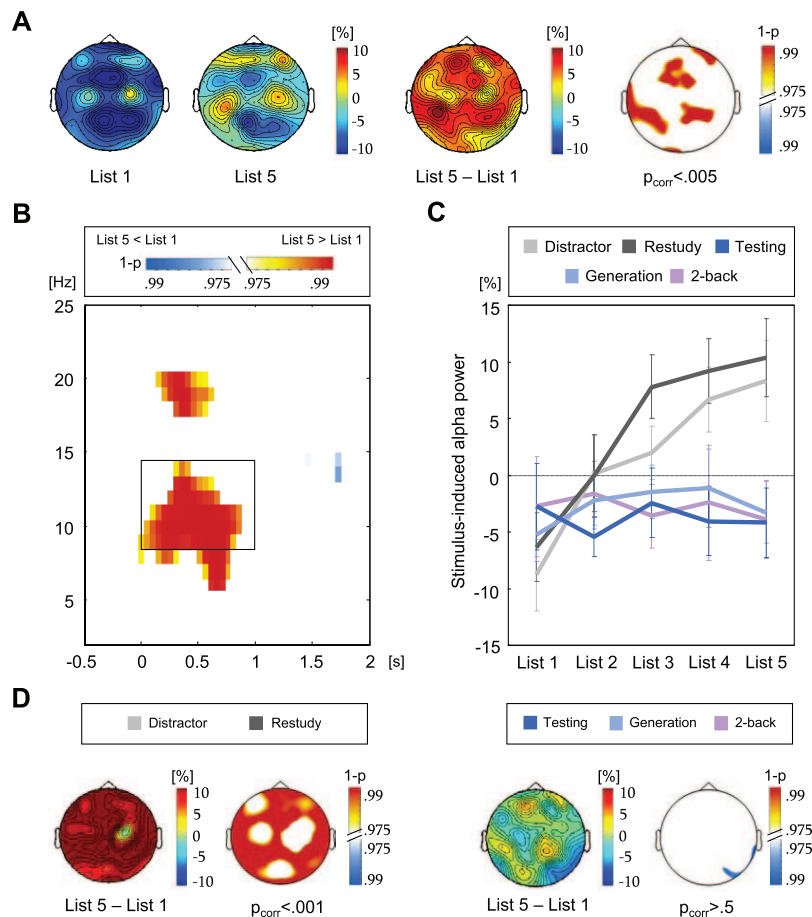 A
[%]
10
5
0
-5
-10
[%]
10
5
0
-5
-10
1-p
.99
.975
.975
.99
List 1
List 5
List 5 – List 1
pcorr<.005
B
List 5 < List 1
List 5 > List 1
1-p
.99
.975
.975
.99
[Hz]
25
20
15
10
5
-0.5
0
0.5
1
1.5
2
[s]
C
Distractor
Restudy
Testing
Generation
2-back
[%]
15
10
5
0
-5
-10
-15
Stimulus-induced alpha power
List 1
List 2
List 3
List 4
List 5
D
Distractor
Restudy
[%]
10
5
0
-5
-10
1-p
.99
.975
.975
.99
List 5 – List 1
pcorr<.001
Testing
Generation
2-back
[%]
10
5
0
-5
-10
1-p
.99
.975
.975
.99
List 5 – List 1
pcorr>.5